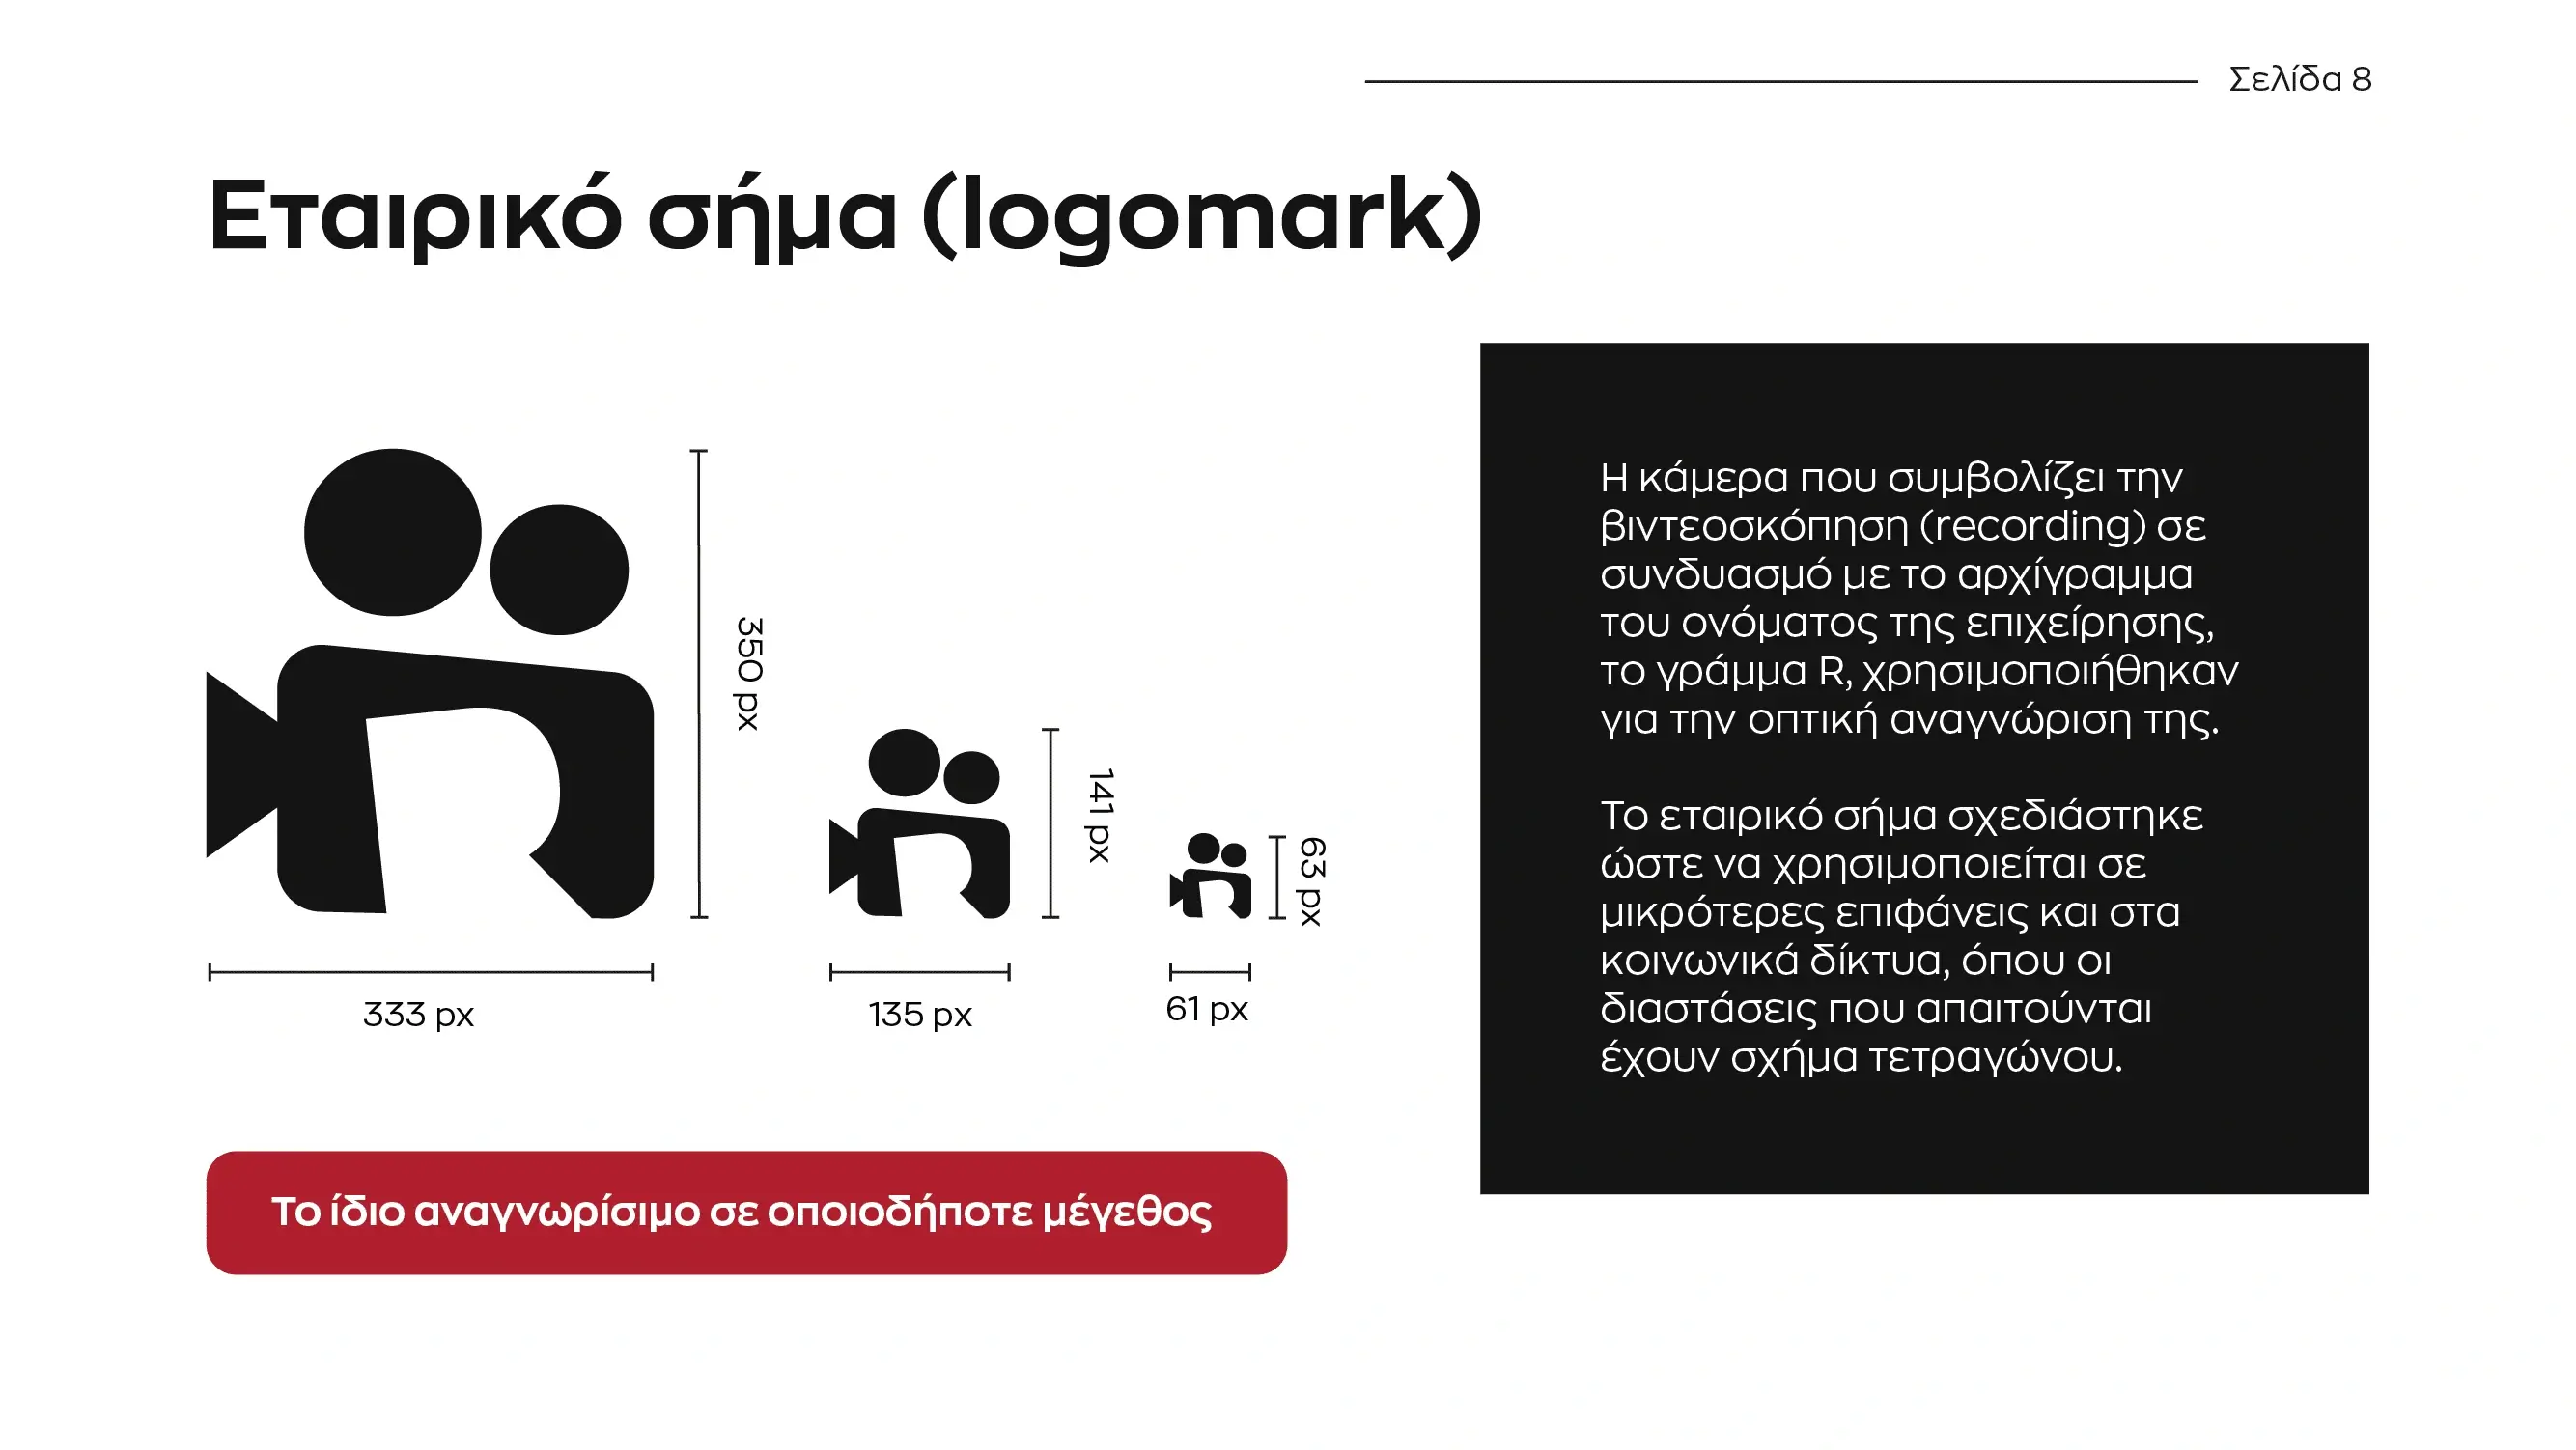 Σελίδα 8
Εταιρικό σήμα (logomark)
350 px
141 px
63 px
333 px
135 px
61 px
Το ίδιο αναγνωρίσιμο σε οποιοδήποτε μέγεθος
Η κάμερα που συμβολίζει την
βιντεοσκόπηση (recording) σε
συνδυασμό με το αρχίγραμμα
του ονόματος της επιχείρησης,
το γράμμα R, χρησιμοποιήθηκαν
για την οπτική αναγνώριση της.
Το εταιρικό σήμα σχεδιάστηκε
ώστε να χρησιμοποιείται σε
μικρότερες επιφάνεις και στα
κοινωνικά δίκτυα, όπου οι
διαστάσεις που απαιτούνται
έχουν σχήμα τετραγώνου.